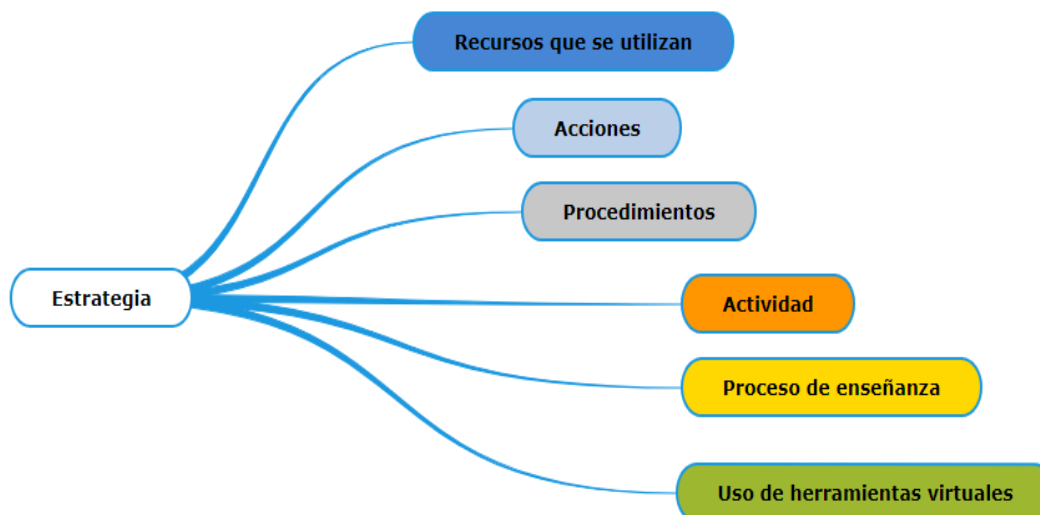 Recursos que se utilizan
Acciones
Procedimientos
Estrategia
Actividad
Proceso de enseñanza
Uso de herramientas virtuales